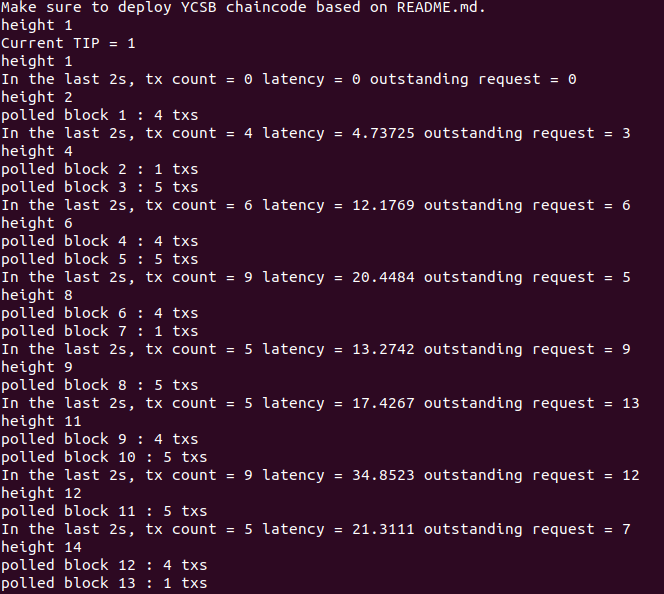 Make sure to deploy YCSB chaincode based on README.md.
height 1
Current TIP = 1
height 1
In the last 2s, tx count = 0 latency = 0 outstanding request = 0
height 2
polled block 1 : 4 txs
In the last 2s, tx count = 4 latency = 4.73725 outstanding request = 3
height 4
polled block 2 : 1 txs
polled block 3 : 5 txs
In the last 2s, tx count = 6 latency = 12.1769 outstanding request = 6
height 6
polled block 4 : 4 txs
polled block 5 : 5 txs
In the last 2s, tx count = 9 latency = 20.4484 outstanding request = 5
height 8
polled block 6 : 4 txs
polled block 7 : 1 txs
In the last 2s, tx count = 5 latency = 13.2742 outstanding request = 9
height 9
polled block 8 : 5 txs
In the last 2s, tx count = 5 latency = 17.4267 outstanding request = 13
height 11
polled block 9 : 4 txs
polled block 10 : 5 txs
In the last 2s, tx count = 9 latency = 34.8523 outstanding request = 12
height 12
polled block 11 : 5 txs
In the last 2s, tx count = 5 latency = 21.3111 outstanding request = 7
height 14
polled block 12 : 4 txs
polled block 13 : 1 txs